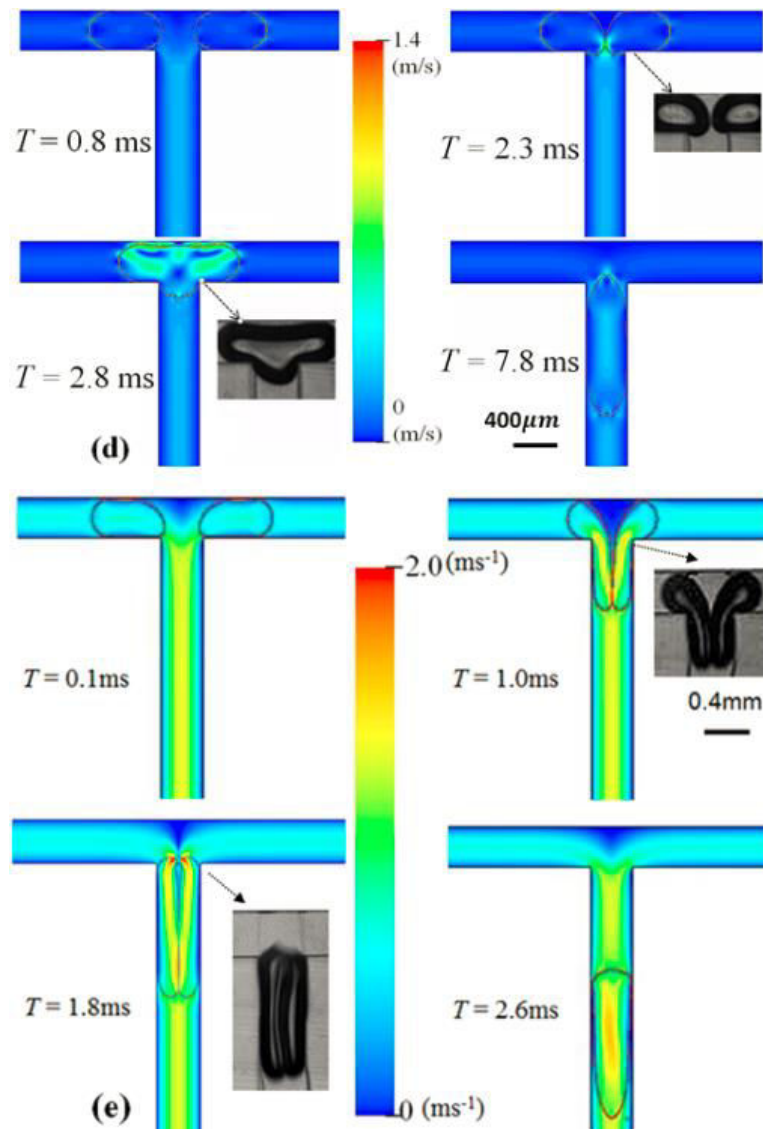 1.4
(m/s)
T = 0.8 ms
T = 2.3 ms
T = 2.8 ms
T = 7.8 ms
0
(m/s)
400μm
(d)
2.0 (ms⁻¹)
T = 0.1ms
T = 1.0ms
0.4mm
T = 1.8ms
T = 2.6ms
(e)
0 (ms⁻¹)